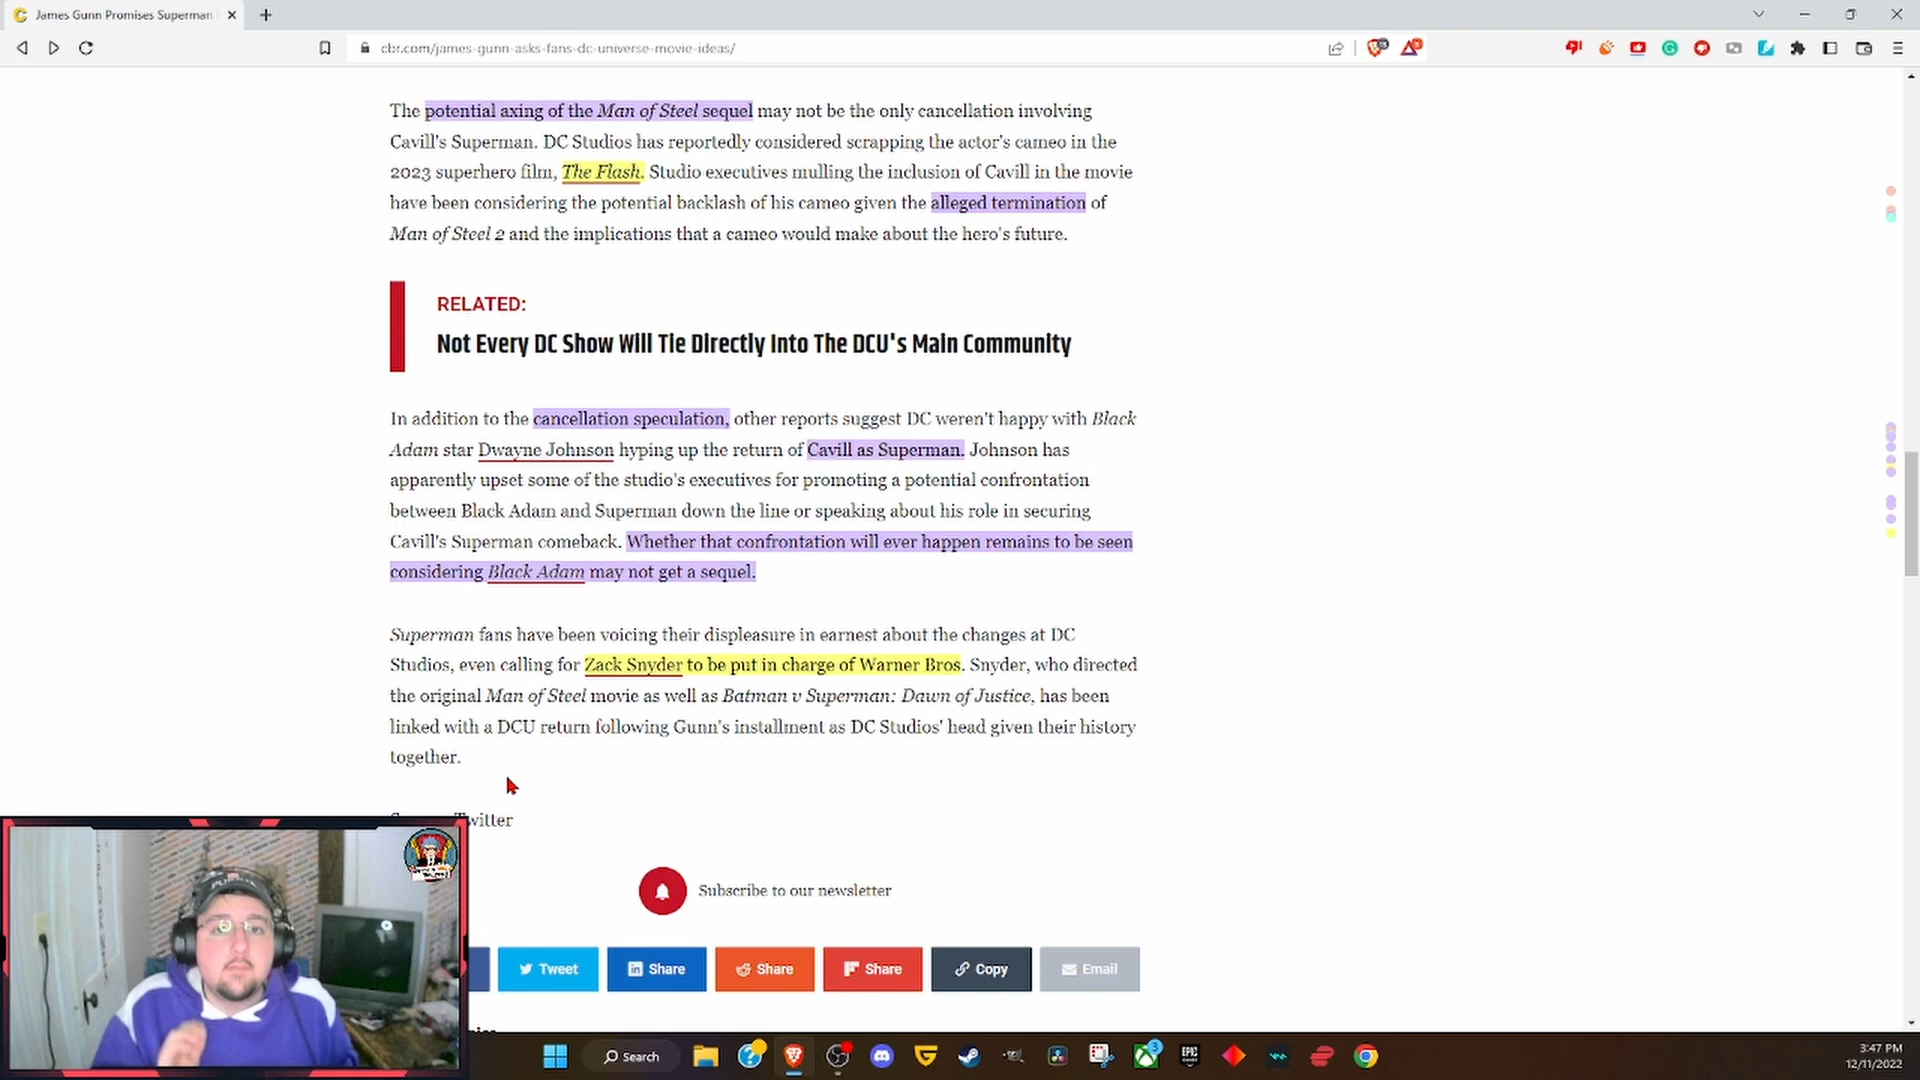 James Gunn Promises Superman
cbr.com/james-gunn-asks-fans-dc-universe-movie-ideas/
The potential axing of the Man of Steel sequel may not be the only cancellation involving
Cavill's Superman. DC Studios has reportedly considered scrapping the actor's cameo in the
2023 superhero film, The Flash. Studio executives mulling the inclusion of Cavill in the movie
have been considering the potential backlash of his cameo given the alleged termination of
Man of Steel 2 and the implications that a cameo would make about the hero's future.
RELATED:
Not Every DC Show Will Tie Directly Into The DCU's Main Community
In addition to the cancellation speculation, other reports suggest DC weren't happy with Black
Adam star Dwayne Johnson hyping up the return of Cavill as Superman. Johnson has
apparently upset some of the studio's executives for promoting a potential confrontation
between Black Adam and Superman down the line or speaking about his role in securing
Cavill's Superman comeback. Whether that confrontation will ever happen remains to be seen
considering Black Adam may not get a sequel.
Superman fans have been voicing their displeasure in earnest about the changes at DC
Studios, even calling for Zack Snyder to be put in charge of Warner Bros. Snyder, who directed
the original Man of Steel movie as well as Batman v Superman: Dawn of Justice, has been
linked with a DCU return following Gunn's installment as DC Studios' head given their history
together.
Twitter
Subscribe to our newsletter
Tweet
Share
Share
Share
Copy
Email
Search
EPIC
3
3:47 PM
12/11/2022